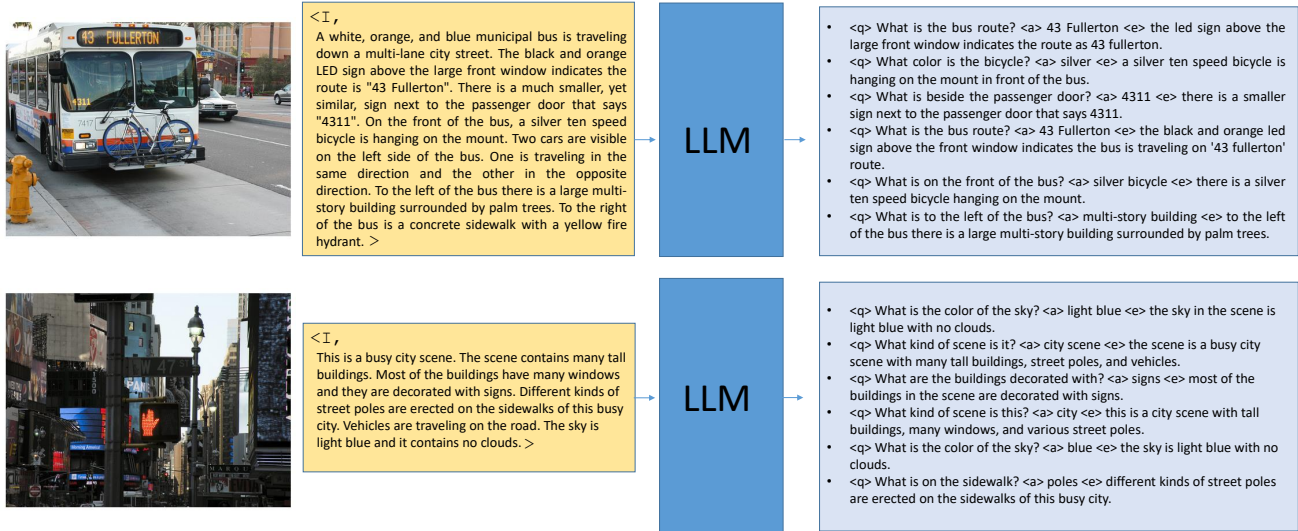 43 FULLERTON
4311
7417
<I,
A white, orange, and blue municipal bus is traveling
down a multi-lane city street. The black and orange
LED sign above the large front window indicates the
route is "43 Fullerton". There is a much smaller, yet
similar, sign next to the passenger door that says
"4311". On the front of the bus, a silver ten speed
bicycle is hanging on the mount. Two cars are visible
on the left side of the bus. One is traveling in the
same direction and the other in the opposite
direction. To the left of the bus there is a large multi-
story building surrounded by palm trees. To the right
of the bus is a concrete sidewalk with a yellow fire
hydrant. >
LLM
• <q> What is the bus route? <a> 43 Fullerton <e> the led sign above the
large front window indicates the route as 43 fullerton.
• <q> What color is the bicycle? <a> silver <e> a silver ten speed bicycle is
hanging on the mount in front of the bus.
• <q> What is beside the passenger door? <a> 4311 <e> there is a smaller
sign next to the passenger door that says 4311.
• <q> What is the bus route? <a> 43 Fullerton <e> the black and orange led
sign above the front window indicates the bus is traveling on '43 fullerton'
route.
• <q> What is on the front of the bus? <a> silver bicycle <e> there is a silver
ten speed bicycle hanging on the mount.
• <q> What is to the left of the bus? <a> multi-story building <e> to the left
of the bus there is a large multi-story building surrounded by palm trees.
W 47
PAN
MARQU
<I,
This is a busy city scene. The scene contains many tall
buildings. Most of the buildings have many windows
and they are decorated with signs. Different kinds of
street poles are erected on the sidewalks of this busy
city. Vehicles are traveling on the road. The sky is
light blue and it contains no clouds. >
LLM
• <q> What is the color of the sky? <a> light blue <e> the sky in the scene is
light blue with no clouds.
• <q> What kind of scene is it? <a> city scene <e> the scene is a busy city
scene with many tall buildings, street poles, and vehicles.
• <q> What are the buildings decorated with? <a> signs <e> most of the
buildings in the scene are decorated with signs.
• <q> What kind of scene is this? <a> city <e> this is a city scene with tall
buildings, many windows, and various street poles.
• <q> What is the color of the sky? <a> blue <e> the sky is light blue with no
clouds.
• <q> What is on the sidewalk? <a> poles <e> different kinds of street poles
are erected on the sidewalks of this busy city.